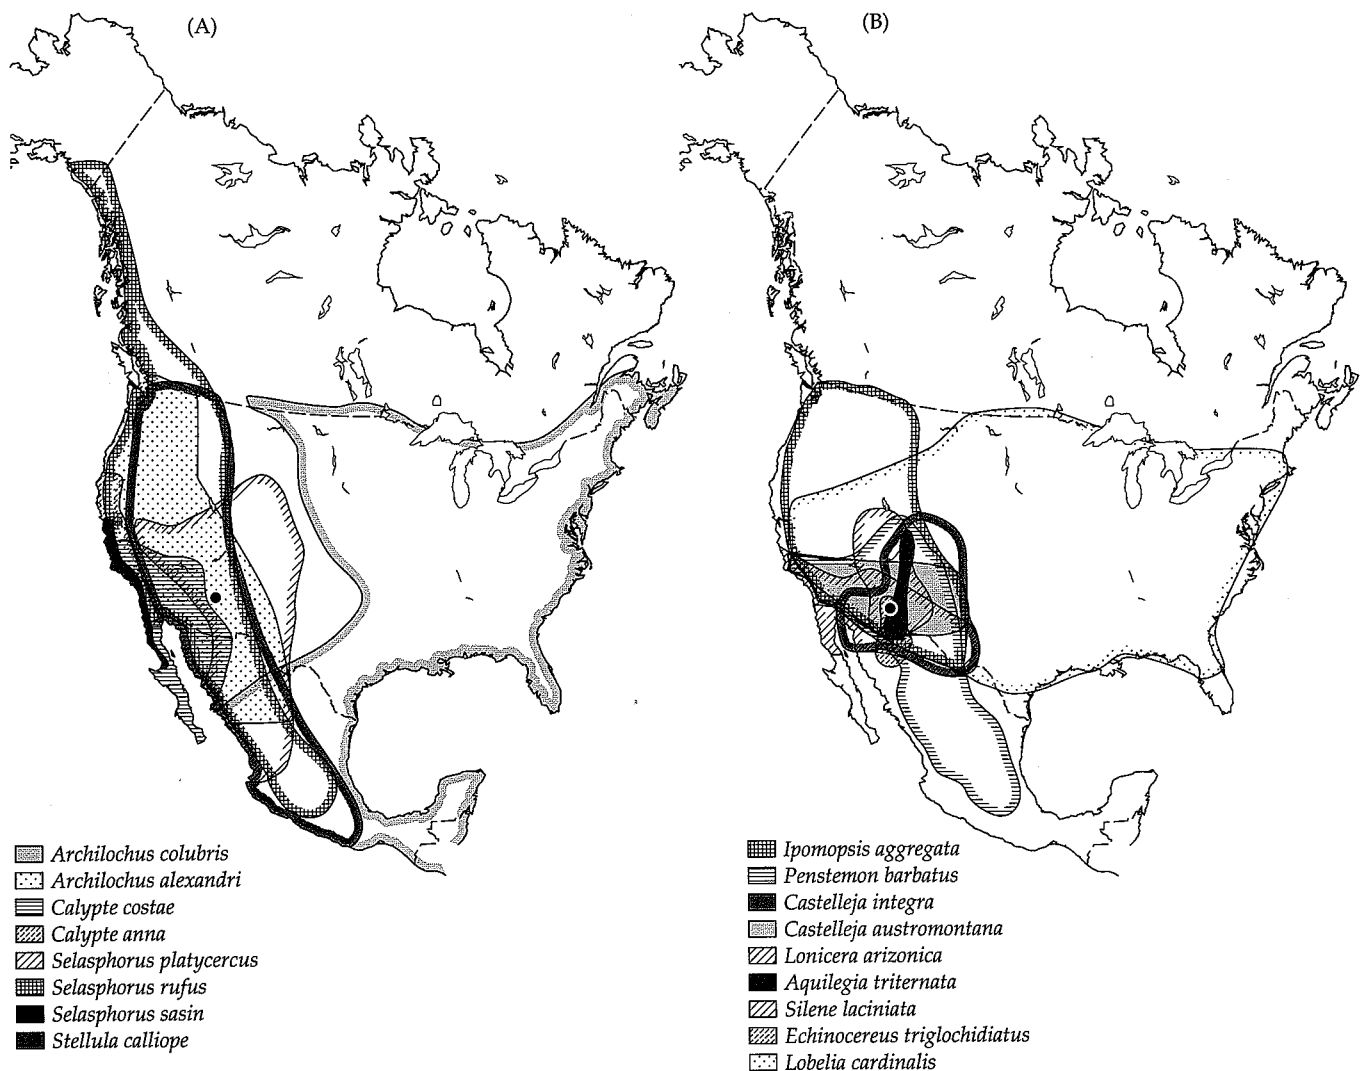 (A)
(B)
Archilochus colubris
Archilochus alexandri
Calypte costae
Calypte anna
Selasphorus platycercus
Selasphorus rufus
Selasphorus sasin
Stellula calliope
Ipomopsis aggregata
Penstemon barbatus
Castelleja integra
Castelleja austromontana
Lonicera arizonica
Aquilegia triternata
Silene laciniata
Echinocereus triglochidiatus
Lobelia cardinalis